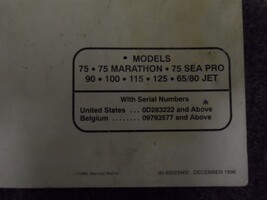 • MODELS
75 • 75 MARATHON • 75 SEA PRO
90 • 100 • 115 • 125 • 65/80 JET
With Serial Numbers
United States ... 0D283222 and Above
Belgium ........ 09793577 and Above
DECEMBER 1996